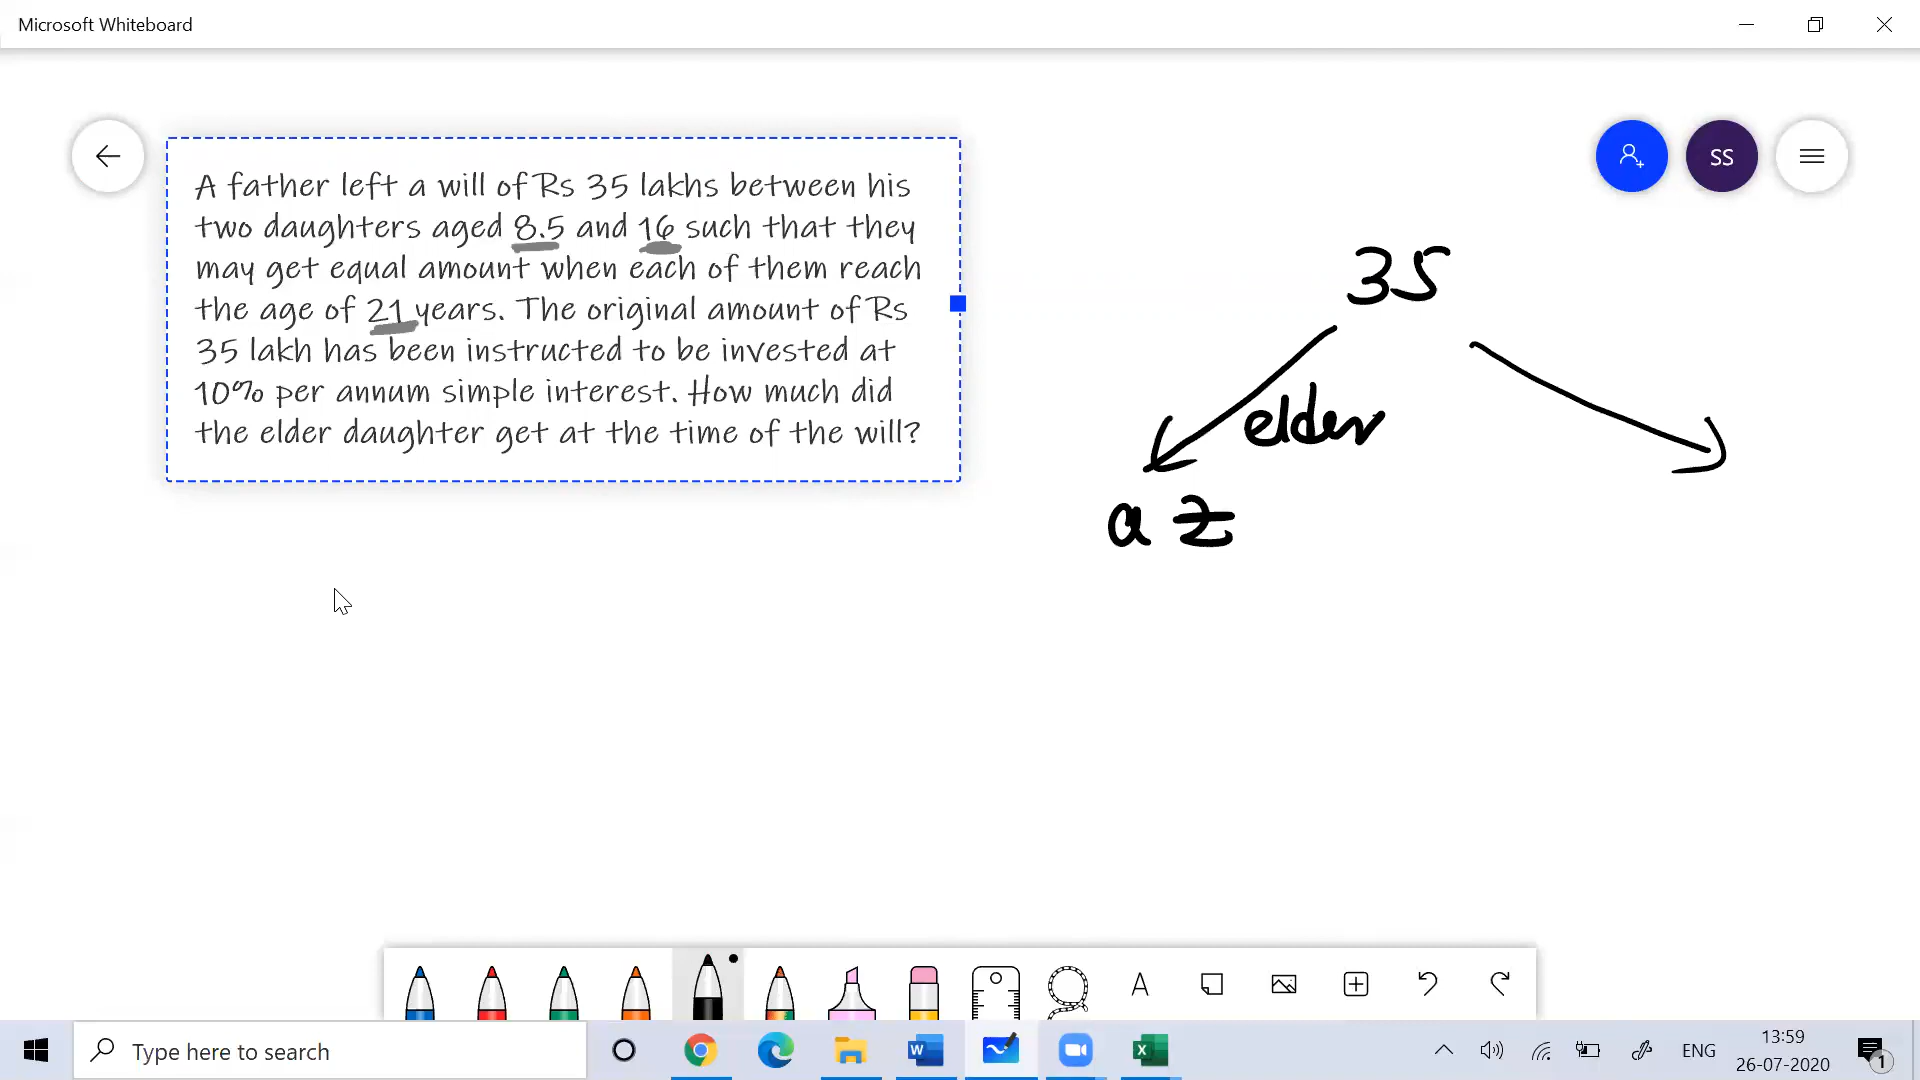 Microsoft Whiteboard
SS
A father left a will of Rs 35 lakhs between his
two daughters aged 8.5 and 16 such that they
may get equal amount when each of them reach
the age of 21 years. The original amount of Rs
35 lakh has been instructed to be invested at
10% per annum simple interest. How much did
the elder daughter get at the time of the will?
35
elder
a z
A
Type here to search
ENG
13:59
26-07-2020
1